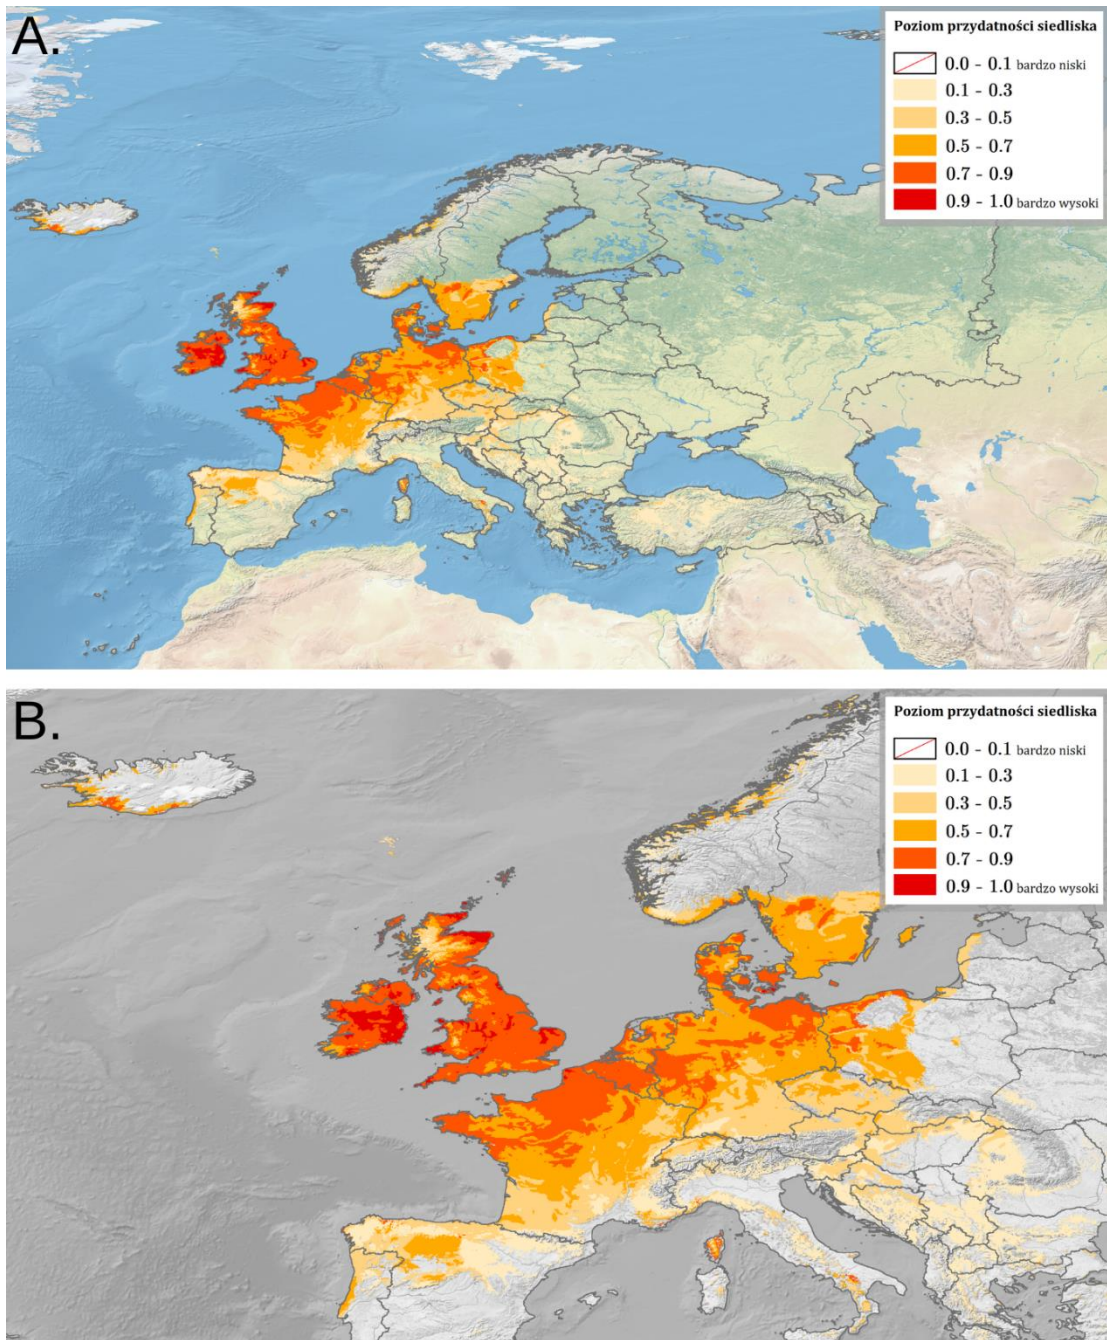 A.
Poziom przydatności siedliska
0.0 - 0.1 bardzo niski
0.1 - 0.3
0.3 - 0.5
0.5 - 0.7
0.7 - 0.9
0.9 - 1.0 bardzo wysoki
B.
Poziom przydatności siedliska
0.0 - 0.1 bardzo niski
0.1 - 0.3
0.3 - 0.5
0.5 - 0.7
0.7 - 0.9
0.9 - 1.0 bardzo wysoki